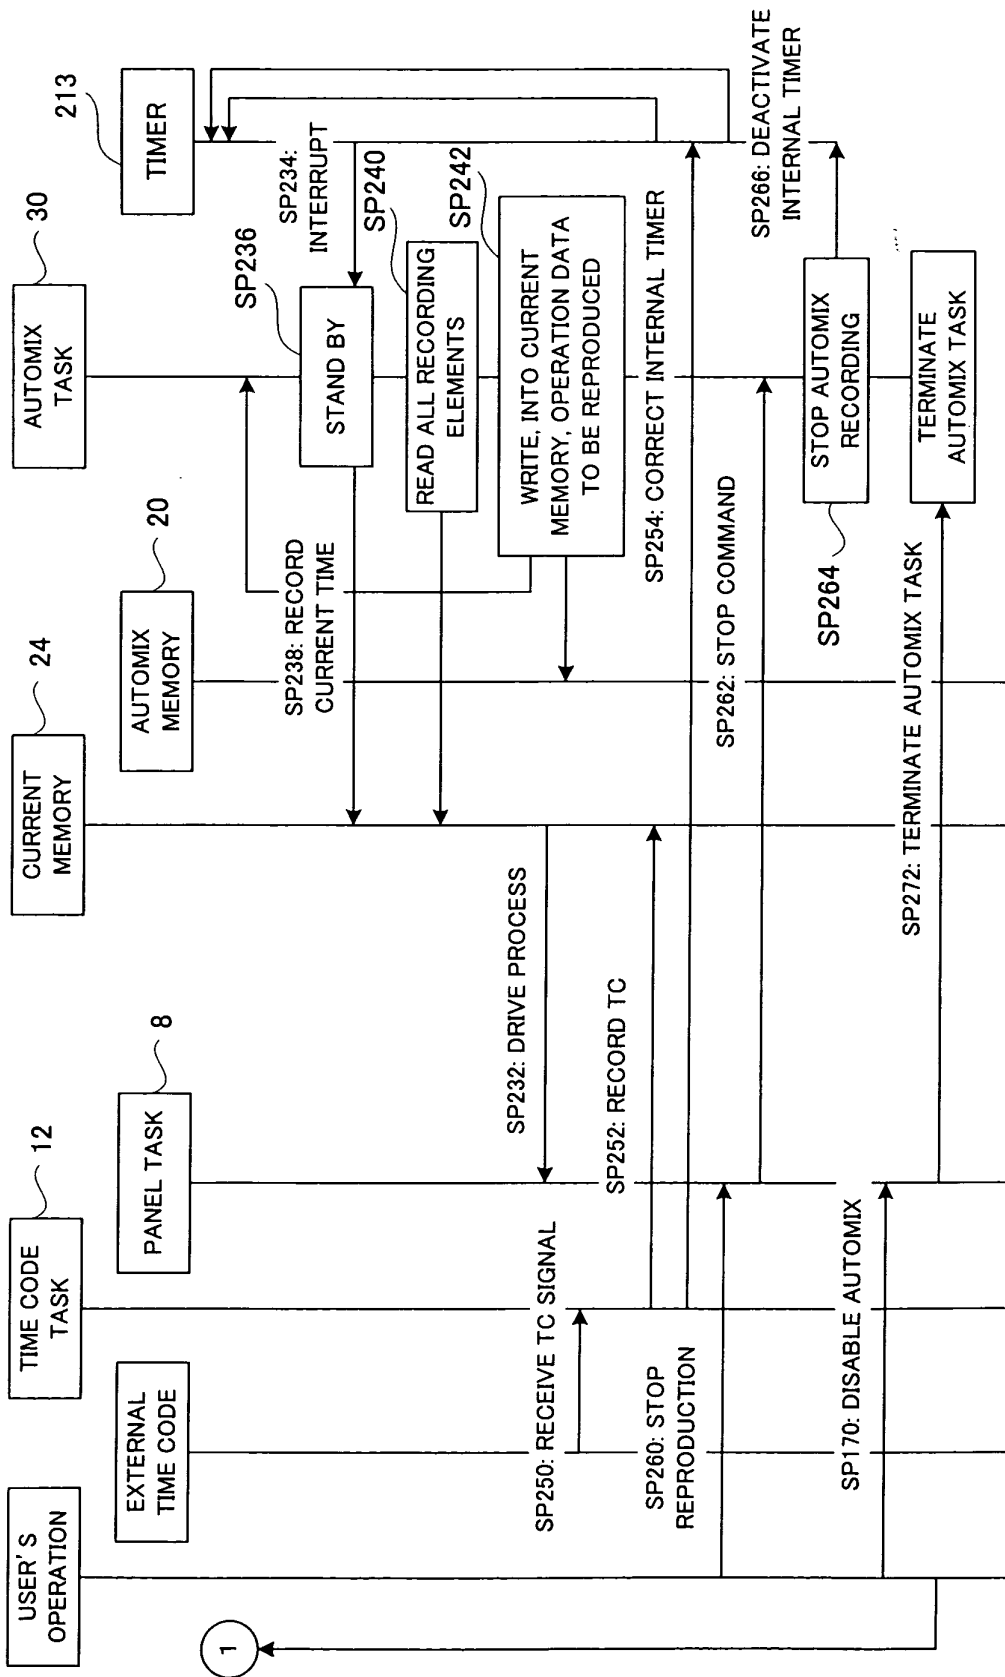 USER'S
OPERATION
EXTERNAL
TIME CODE
TIME CODE
TASK
12
PANEL TASK
8
CURRENT
MEMORY
24
AUTOMIX
MEMORY
20
AUTOMIX
TASK
30
TIMER
213
SP234:
INTERRUPT
SP236
STAND BY
SP238: RECORD
CURRENT TIME
SP240
READ ALL RECORDING
ELEMENTS
SP242
WRITE, INTO CURRENT
MEMORY, OPERATION DATA
TO BE REPRODUCED
SP232: DRIVE PROCESS
SP250: RECEIVE TC SIGNAL
SP252: RECORD TC
SP254: CORRECT INTERNAL TIMER
SP260: STOP
REPRODUCTION
SP262: STOP COMMAND
SP266: DEACTIVATE
INTERNAL TIMER
STOP AUTOMIX
RECORDING
SP264
SP170: DISABLE AUTOMIX
SP272: TERMINATE AUTOMIX TASK
TERMINATE
AUTOMIX TASK
1